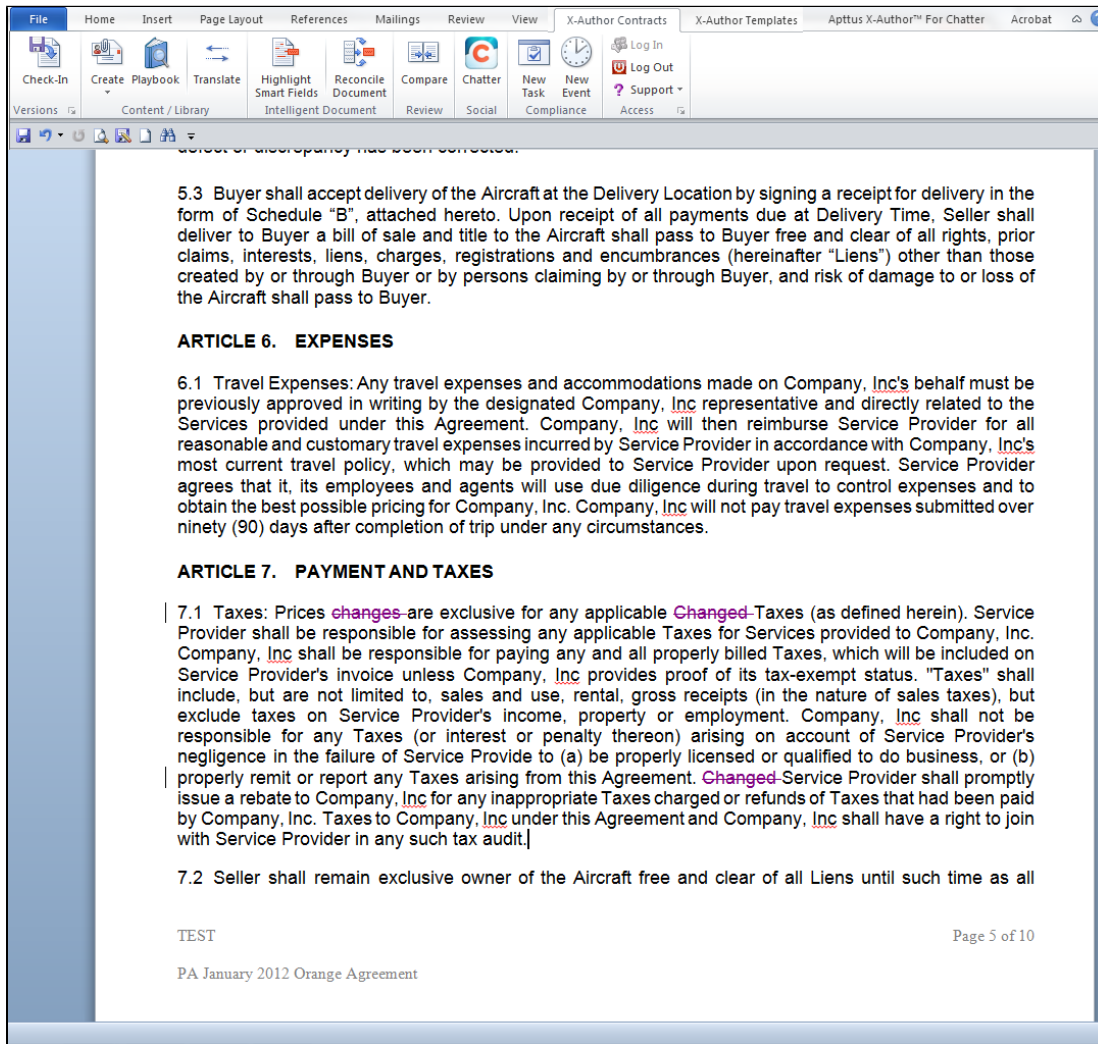 File Home Insert Page Layout References Mailings Review View X-Author Contracts X-Author Templates Apttus X-Author™ For Chatter Acrobat
Check-In Create Playbook Translate Highlight Smart Fields Reconcile Document Compare Chatter New Task New Event Log In Log Out Support
Versions Content / Library Intelligent Document Review Social Compliance Access
defect or discrepancy has been corrected.
5.3 Buyer shall accept delivery of the Aircraft at the Delivery Location by signing a receipt for delivery in the
form of Schedule “B”, attached hereto. Upon receipt of all payments due at Delivery Time, Seller shall
deliver to Buyer a bill of sale and title to the Aircraft shall pass to Buyer free and clear of all rights, prior
claims, interests, liens, charges, registrations and encumbrances (hereinafter “Liens”) other than those
created by or through Buyer or by persons claiming by or through Buyer, and risk of damage to or loss of
the Aircraft shall pass to Buyer.
ARTICLE 6. EXPENSES
6.1 Travel Expenses: Any travel expenses and accommodations made on Company, Inc's behalf must be
previously approved in writing by the designated Company, Inc representative and directly related to the
Services provided under this Agreement. Company, Inc will then reimburse Service Provider for all
reasonable and customary travel expenses incurred by Service Provider in accordance with Company, Inc's
most current travel policy, which may be provided to Service Provider upon request. Service Provider
agrees that it, its employees and agents will use due diligence during travel to control expenses and to
obtain the best possible pricing for Company, Inc. Company, Inc will not pay travel expenses submitted over
ninety (90) days after completion of trip under any circumstances.
ARTICLE 7. PAYMENT AND TAXES
7.1 Taxes: Prices changes are exclusive for any applicable Changed Taxes (as defined herein). Service
Provider shall be responsible for assessing any applicable Taxes for Services provided to Company, Inc.
Company, Inc shall be responsible for paying any and all properly billed Taxes, which will be included on
Service Provider's invoice unless Company, Inc provides proof of its tax-exempt status. "Taxes" shall
include, but are not limited to, sales and use, rental, gross receipts (in the nature of sales taxes), but
exclude taxes on Service Provider's income, property or employment. Company, Inc shall not be
responsible for any Taxes (or interest or penalty thereon) arising on account of Service Provider's
negligence in the failure of Service Provide to (a) be properly licensed or qualified to do business, or (b)
properly remit or report any Taxes arising from this Agreement. Changed Service Provider shall promptly
issue a rebate to Company, Inc for any inappropriate Taxes charged or refunds of Taxes that had been paid
by Company, Inc. Taxes to Company, Inc under this Agreement and Company, Inc shall have a right to join
with Service Provider in any such tax audit.
7.2 Seller shall remain exclusive owner of the Aircraft free and clear of all Liens until such time as all
TEST Page 5 of 10
PA January 2012 Orange Agreement